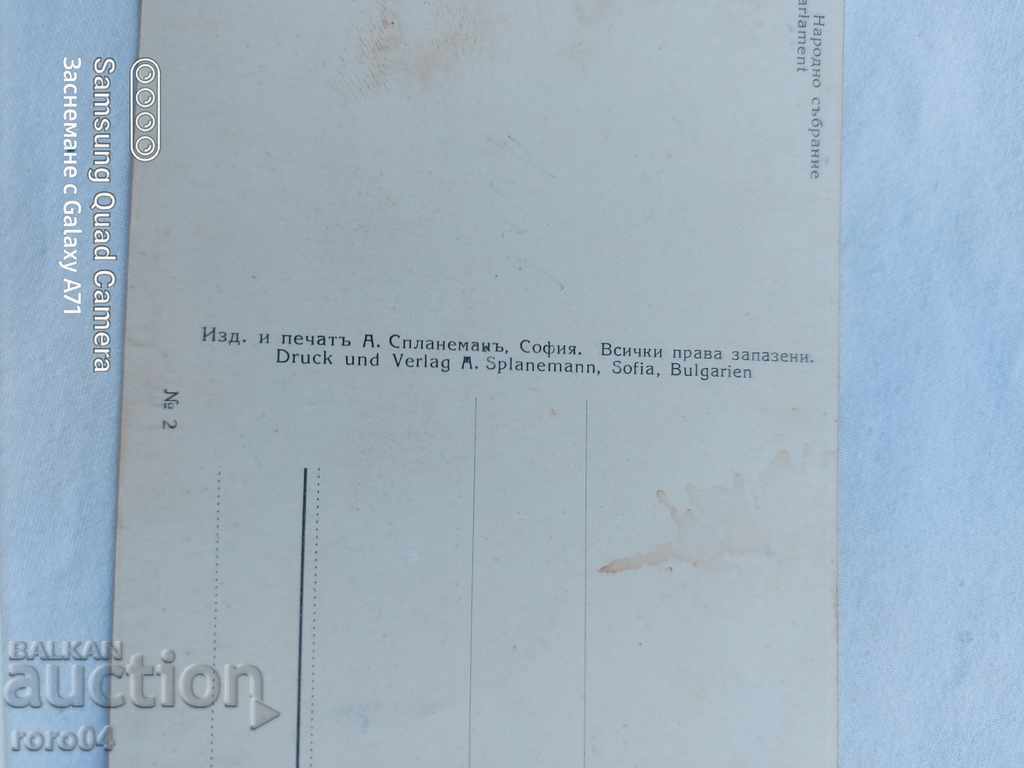 Народно събрание
arlament
Изд. и печатъ А. Спланеманъ, София. Всички права запазени.
Druck und Verlag A. Splanemann, Sofia, Bulgarien
№ 2
Samsung Quad Camera
Заснемане с Galaxy A71
BALKAN
auction
roro04